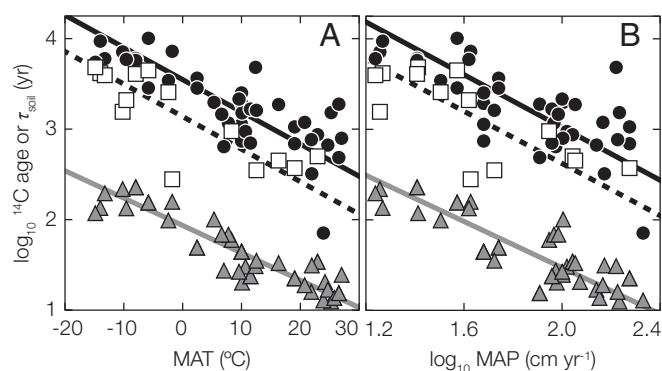 A
B
4
3
2
1
log₁₀ ¹⁴C age or τsoil (yr)
-20 -10 0 10 20 30
1.2 1.6 2.0 2.4
MAT (ºC)
log₁₀ MAP (cm yr⁻¹)